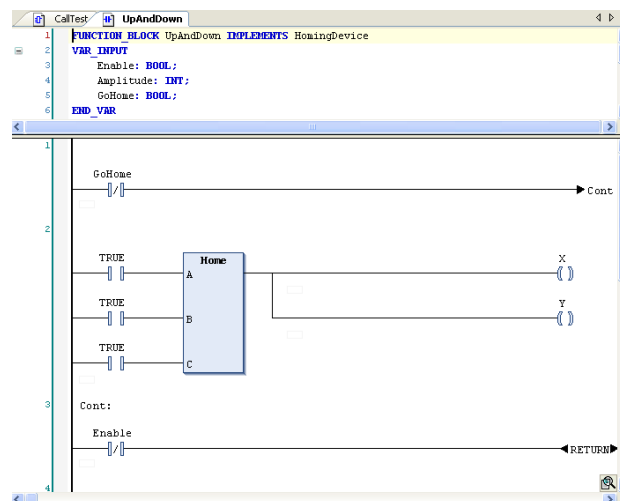 CallTest UpAndDown
1 FUNCTION_BLOCK UpAndDown IMPLEMENTS HomingDevice
2 VAR_INPUT
3 Enable: BOOL;
4 Amplitude: INT;
5 GoHome: BOOL;
6 END_VAR
1
GoHome
Cont
2
TRUE Home X
A
TRUE Y
B
TRUE
C
3 Cont:
Enable
RETURN
4